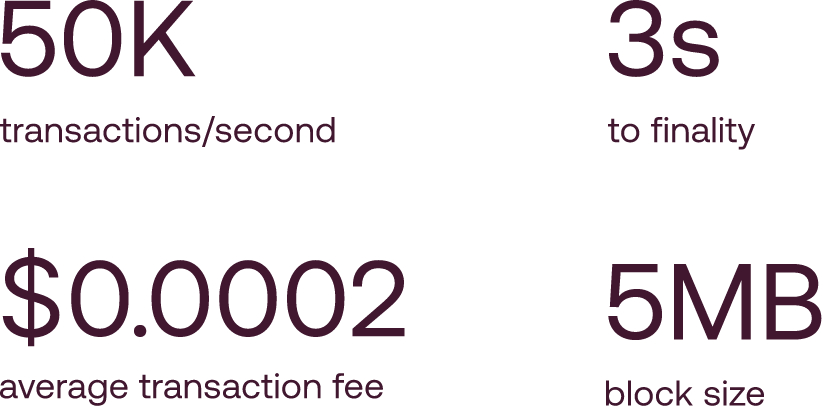 50K
transactions/second
3s
to finality
$0.0002
average transaction fee
5MB
block size